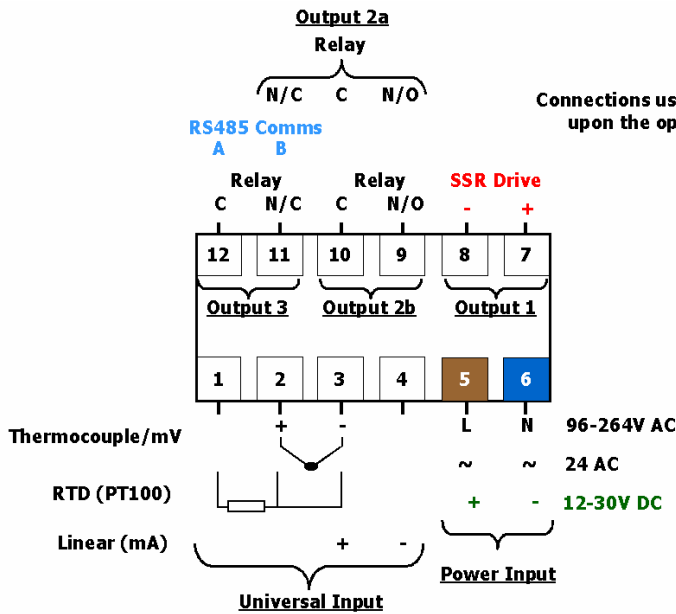 Output 2a
Relay
N/C C N/O
Connections us
upon the op
RS485 Comms
A B
Relay Relay SSR Drive
C N/C C N/O - +
12 11 10 9 8 7
Output 3 Output 2b Output 1
1 2 3 4 5 6
+ - L N 96-264V AC
Thermocouple/mV
~ ~ 24 AC
RTD (PT100) + - 12-30V DC
Linear (mA) + -
Power Input
Universal Input